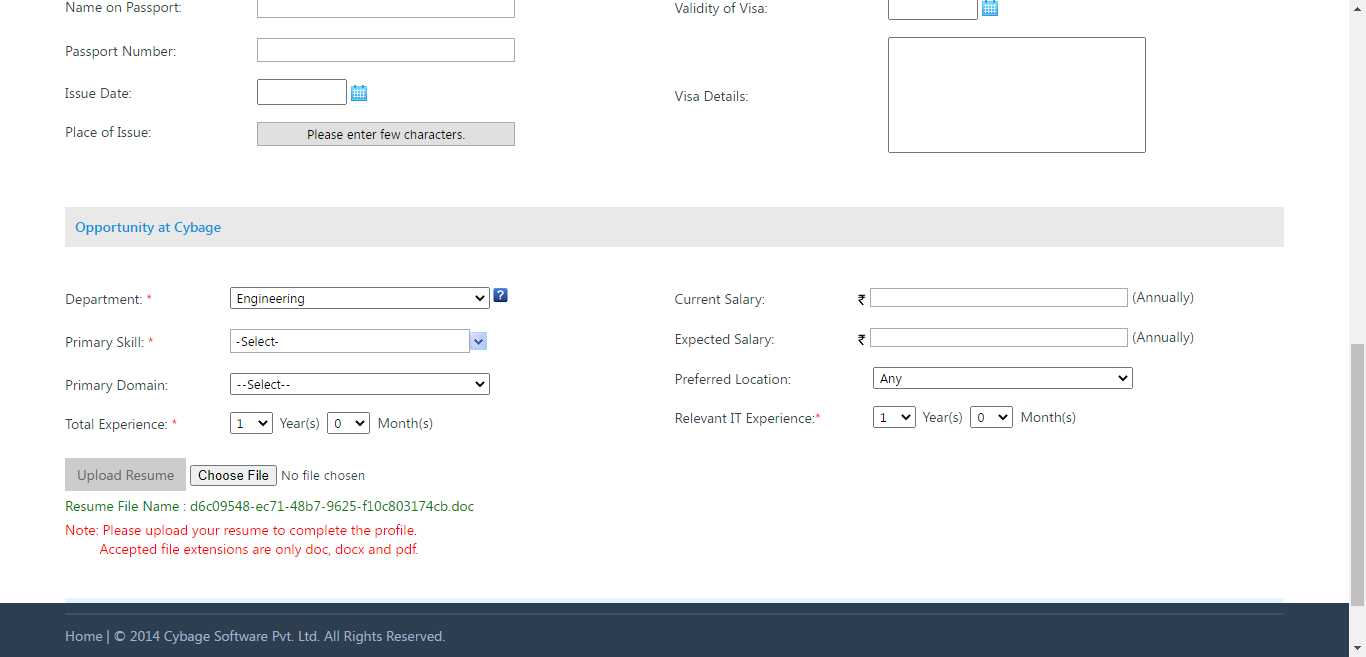 Name on Passport:
Validity of Visa:
Passport Number:
Issue Date:
Visa Details:
Place of Issue:
Please enter few characters.
Opportunity at Cybage
Department: *
Engineering
?
Current Salary:
₹
(Annually)
Primary Skill: *
-Select-
Expected Salary:
₹
(Annually)
Primary Domain:
--Select--
Preferred Location:
Any
Total Experience: *
1 Year(s) 0 Month(s)
Relevant IT Experience:*
1 Year(s) 0 Month(s)
Upload Resume Choose File No file chosen
Resume File Name : d6c09548-ec71-48b7-9625-f10c803174cb.doc
Note: Please upload your resume to complete the profile.
Accepted file extensions are only doc, docx and pdf.
Home | © 2014 Cybage Software Pvt. Ltd. All Rights Reserved.